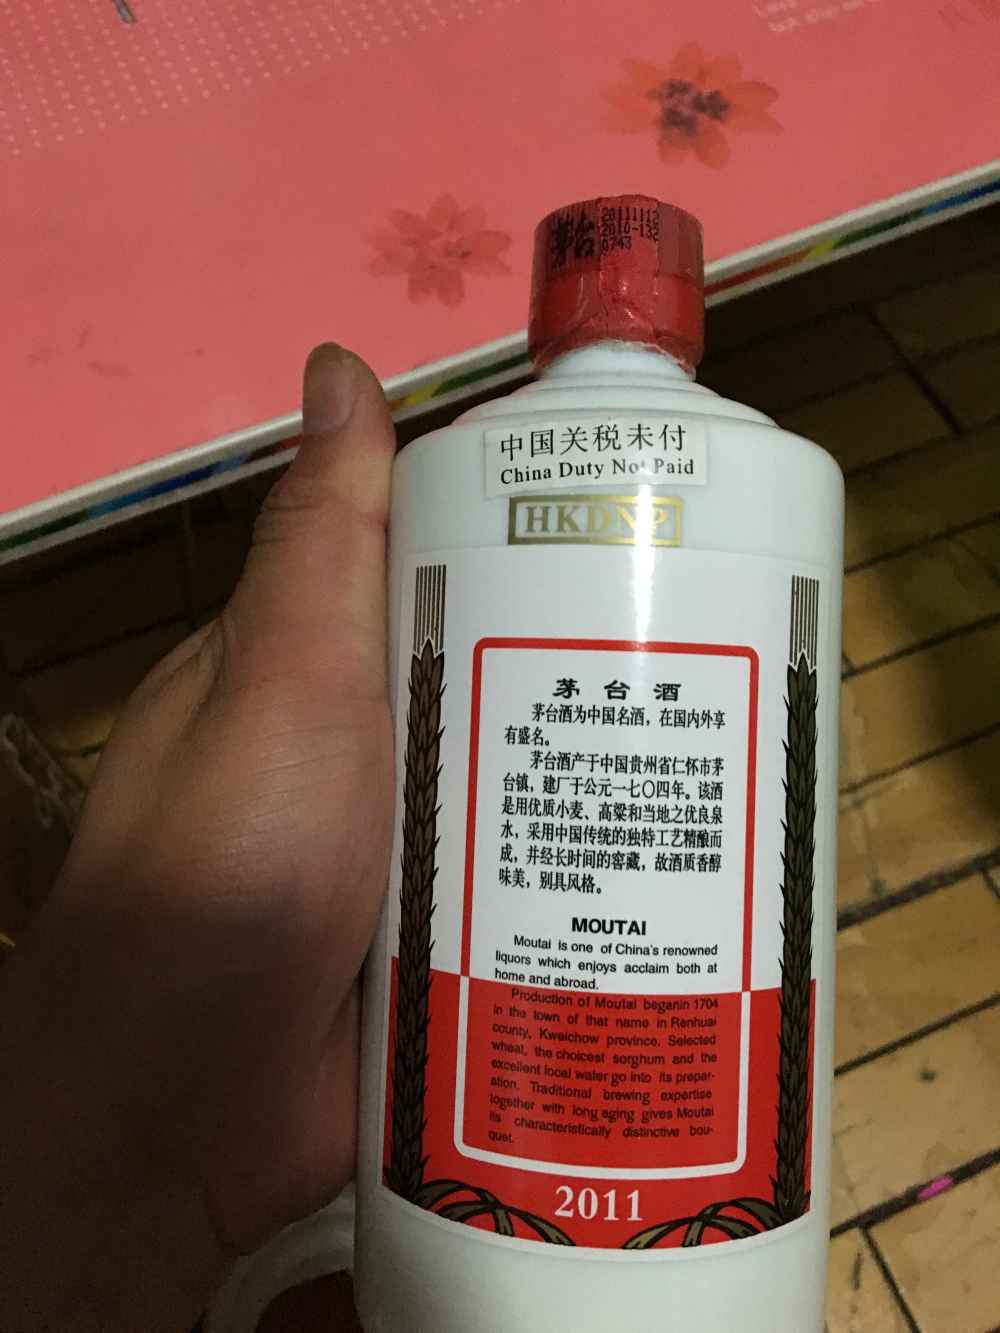 茅台
20111112
2010-132
0743
中国关税未付
China Duty Not Paid
HKDNP
茅台酒
茅台酒为中国名酒，在国内外享
有盛名。
茅台酒产于中国贵州省仁怀市茅
台镇，建厂于公元一七〇四年。该酒
是用优质小麦、高粱和当地之优良泉
水，采用中国传统的独特工艺精酿而
成，并经长时间的窖藏，故酒质香醇
味美，别具风格。
MOUTAI
Moutai is one of China's renowned
liquors which enjoys acclaim both at
home and abroad.
Production of Moutai beganin 1704
in the town of that name in Renhuai
county, Kweichow province. Selected
wheat, the choicest sorghum and the
excellent local water go into its prepar-
ation. Traditional brewing expertise
together with long aging gives Moutai
its characteristically distinctive bou-
quet.
2011